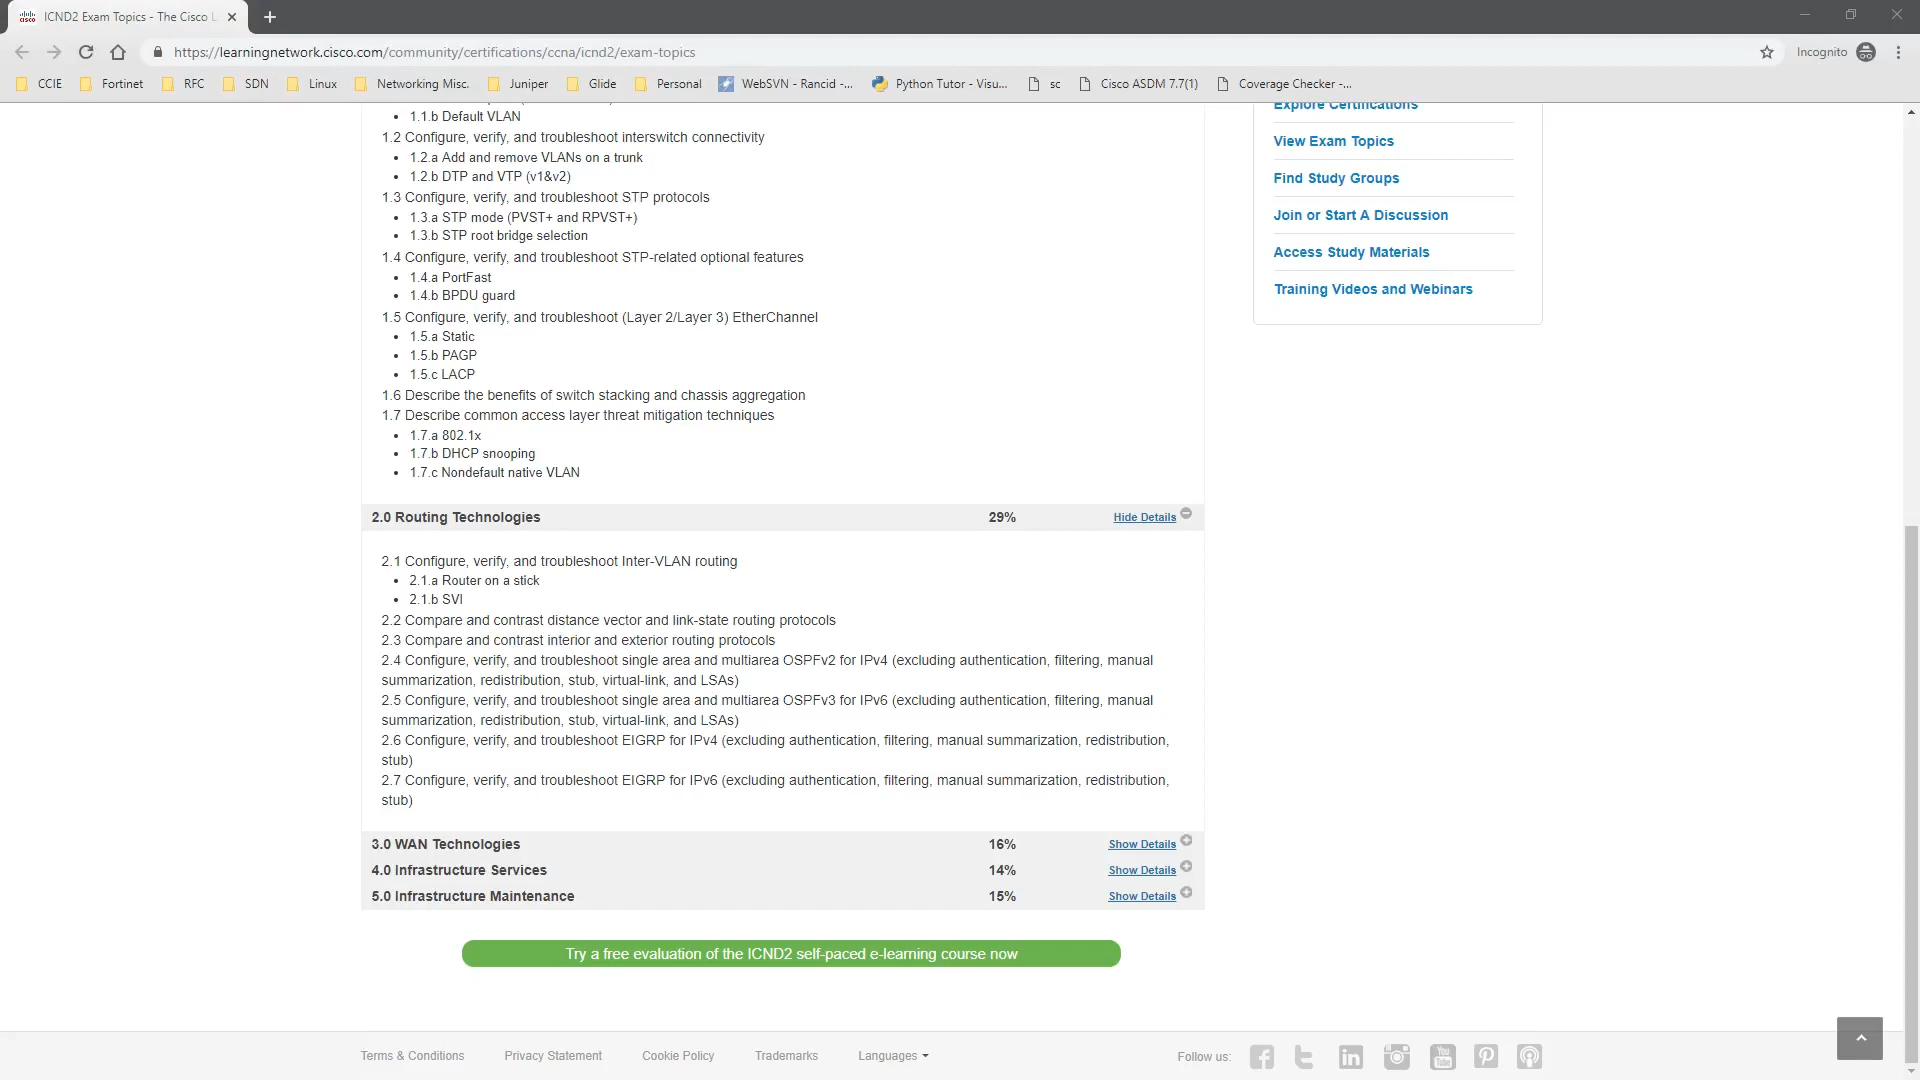 ICND2 Exam Topics - The Cisco L
https://learningnetwork.cisco.com/community/certifications/ccna/icnd2/exam-topics
Incognito
CCIE
Fortinet
RFC
SDN
Linux
Networking Misc.
Juniper
Glide
Personal
WebSVN - Rancid -...
Python Tutor - Visu...
sc
Cisco ASDM 7.7(1)
Coverage Checker -...
• 1.1.b Default VLAN
1.2 Configure, verify, and troubleshoot interswitch connectivity
• 1.2.a Add and remove VLANs on a trunk
• 1.2.b DTP and VTP (v1&v2)
1.3 Configure, verify, and troubleshoot STP protocols
• 1.3.a STP mode (PVST+ and RPVST+)
• 1.3.b STP root bridge selection
1.4 Configure, verify, and troubleshoot STP-related optional features
• 1.4.a PortFast
• 1.4.b BPDU guard
1.5 Configure, verify, and troubleshoot (Layer 2/Layer 3) EtherChannel
• 1.5.a Static
• 1.5.b PAGP
• 1.5.c LACP
1.6 Describe the benefits of switch stacking and chassis aggregation
1.7 Describe common access layer threat mitigation techniques
• 1.7.a 802.1x
• 1.7.b DHCP snooping
• 1.7.c Nondefault native VLAN
2.0 Routing Technologies 29% Hide Details
2.1 Configure, verify, and troubleshoot Inter-VLAN routing
• 2.1.a Router on a stick
• 2.1.b SVI
2.2 Compare and contrast distance vector and link-state routing protocols
2.3 Compare and contrast interior and exterior routing protocols
2.4 Configure, verify, and troubleshoot single area and multiarea OSPFv2 for IPv4 (excluding authentication, filtering, manual
summarization, redistribution, stub, virtual-link, and LSAs)
2.5 Configure, verify, and troubleshoot single area and multiarea OSPFv3 for IPv6 (excluding authentication, filtering, manual
summarization, redistribution, stub, virtual-link, and LSAs)
2.6 Configure, verify, and troubleshoot EIGRP for IPv4 (excluding authentication, filtering, manual summarization, redistribution,
stub)
2.7 Configure, verify, and troubleshoot EIGRP for IPv6 (excluding authentication, filtering, manual summarization, redistribution,
stub)
3.0 WAN Technologies 16% Show Details
4.0 Infrastructure Services 14% Show Details
5.0 Infrastructure Maintenance 15% Show Details
Try a free evaluation of the ICND2 self-paced e-learning course now
Explore Certifications
View Exam Topics
Find Study Groups
Join or Start A Discussion
Access Study Materials
Training Videos and Webinars
Terms & Conditions
Privacy Statement
Cookie Policy
Trademarks
Languages
Follow us: